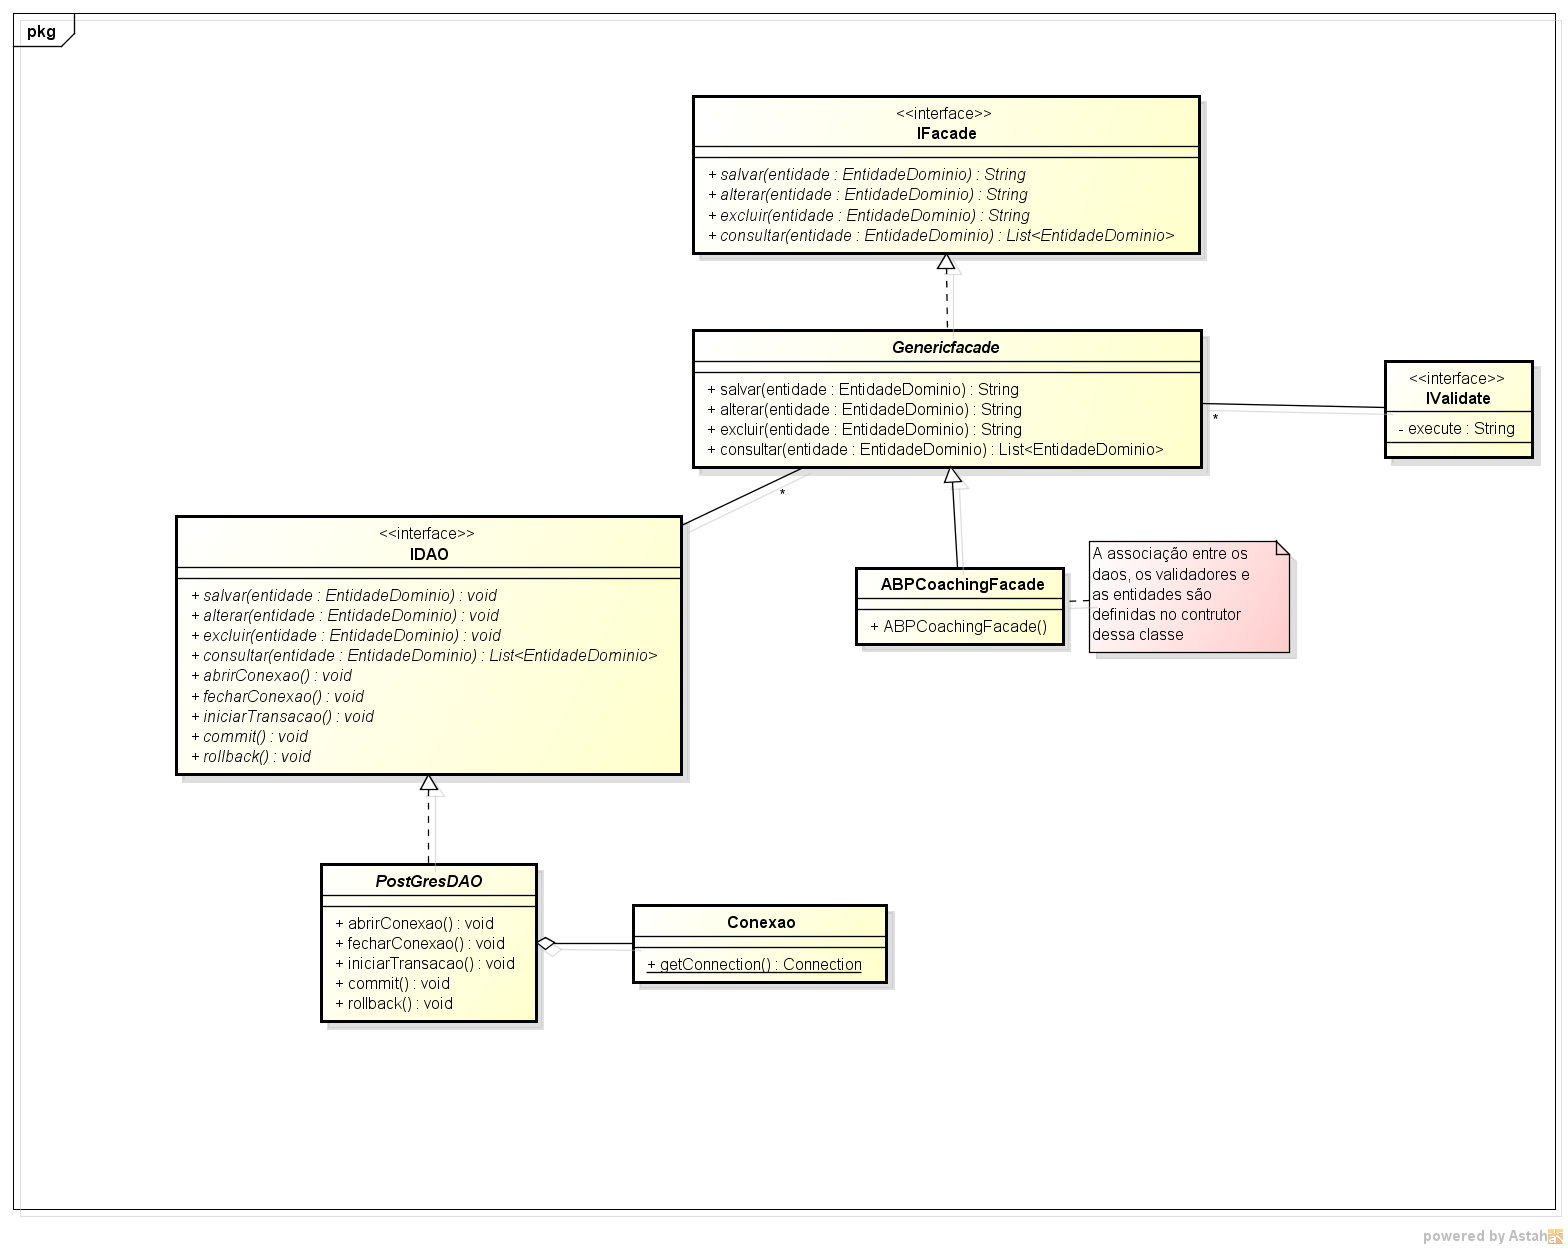 pkg
<<interface>>
IFacade
+ salvar(entidade : EntidadeDominio) : String
+ alterar(entidade : EntidadeDominio) : String
+ excluir(entidade : EntidadeDominio) : String
+ consultar(entidade : EntidadeDominio) : List<EntidadeDominio>
Genericfacade
+ salvar(entidade : EntidadeDominio) : String
+ alterar(entidade : EntidadeDominio) : String
+ excluir(entidade : EntidadeDominio) : String
+ consultar(entidade : EntidadeDominio) : List<EntidadeDominio>
*
<<interface>>
IValidate
- execute : String
*
<<interface>>
IDAO
+ salvar(entidade : EntidadeDominio) : void
+ alterar(entidade : EntidadeDominio) : void
+ excluir(entidade : EntidadeDominio) : void
+ consultar(entidade : EntidadeDominio) : List<EntidadeDominio>
+ abrirConexao() : void
+ fecharConexao() : void
+ iniciarTransacao() : void
+ commit() : void
+ rollback() : void
ABPCoachingFacade
+ ABPCoachingFacade()
A associação entre os
daos, os validadores e
as entidades são
definidas no contrutor
dessa classe
PostGresDAO
+ abrirConexao() : void
+ fecharConexao() : void
+ iniciarTransacao() : void
+ commit() : void
+ rollback() : void
Conexao
+ getConnection() : Connection
powered by Astah